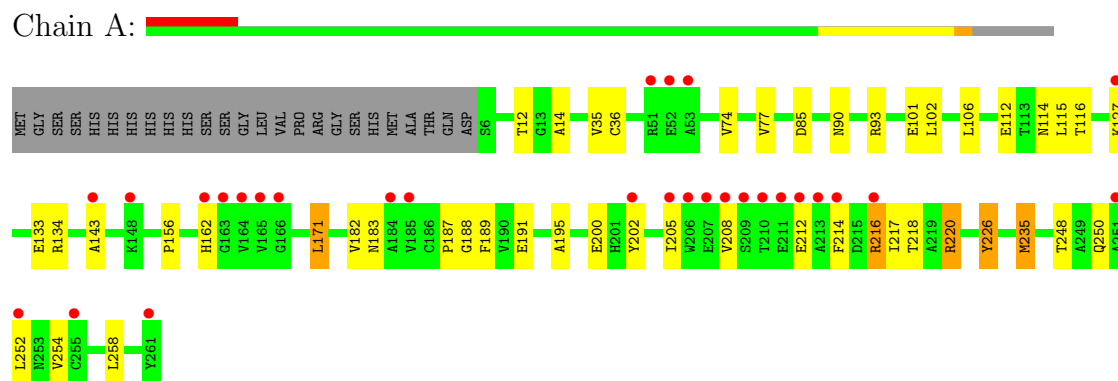 Chain A:
MET GLY SER SER HIS HIS HIS HIS HIS HIS SER SER GLY LEU VAL PRO ARG GLY SER HIS MET ALA THR GLN ASP S6 T12 G13 A14 V35 C36 R51 E52 A53 V74 V77 D85 N90 R93 E101 L102 L106 E112 T113 N114 L115 T116 K127
E133 R134 A143 K148 P156 H162 G163 V164 V165 G166 L171 V182 N183 A184 V185 C186 P187 G188 F189 V190 E191 A195 E200 H201 Y202 I205 W206 E207 V208 S209 T210 E211 E212 A213 F214 D215 R216 I217 T218 A219 R220 Y226 M235 T248 A249 Q250 A251
L252 N253 V254 C255 L258 Y261